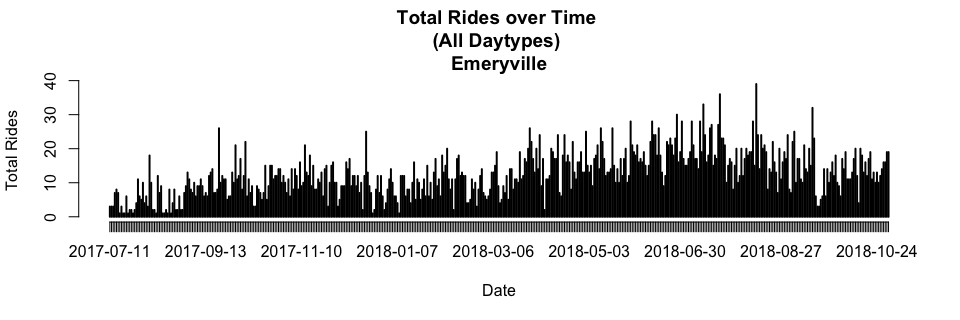 Total Rides over Time
(All Daytypes)
Emeryville
Total Rides
40
30
20
10
0
2017-07-11 2017-09-13 2017-11-10 2018-01-07 2018-03-06 2018-05-03 2018-06-30 2018-08-27 2018-10-24
Date